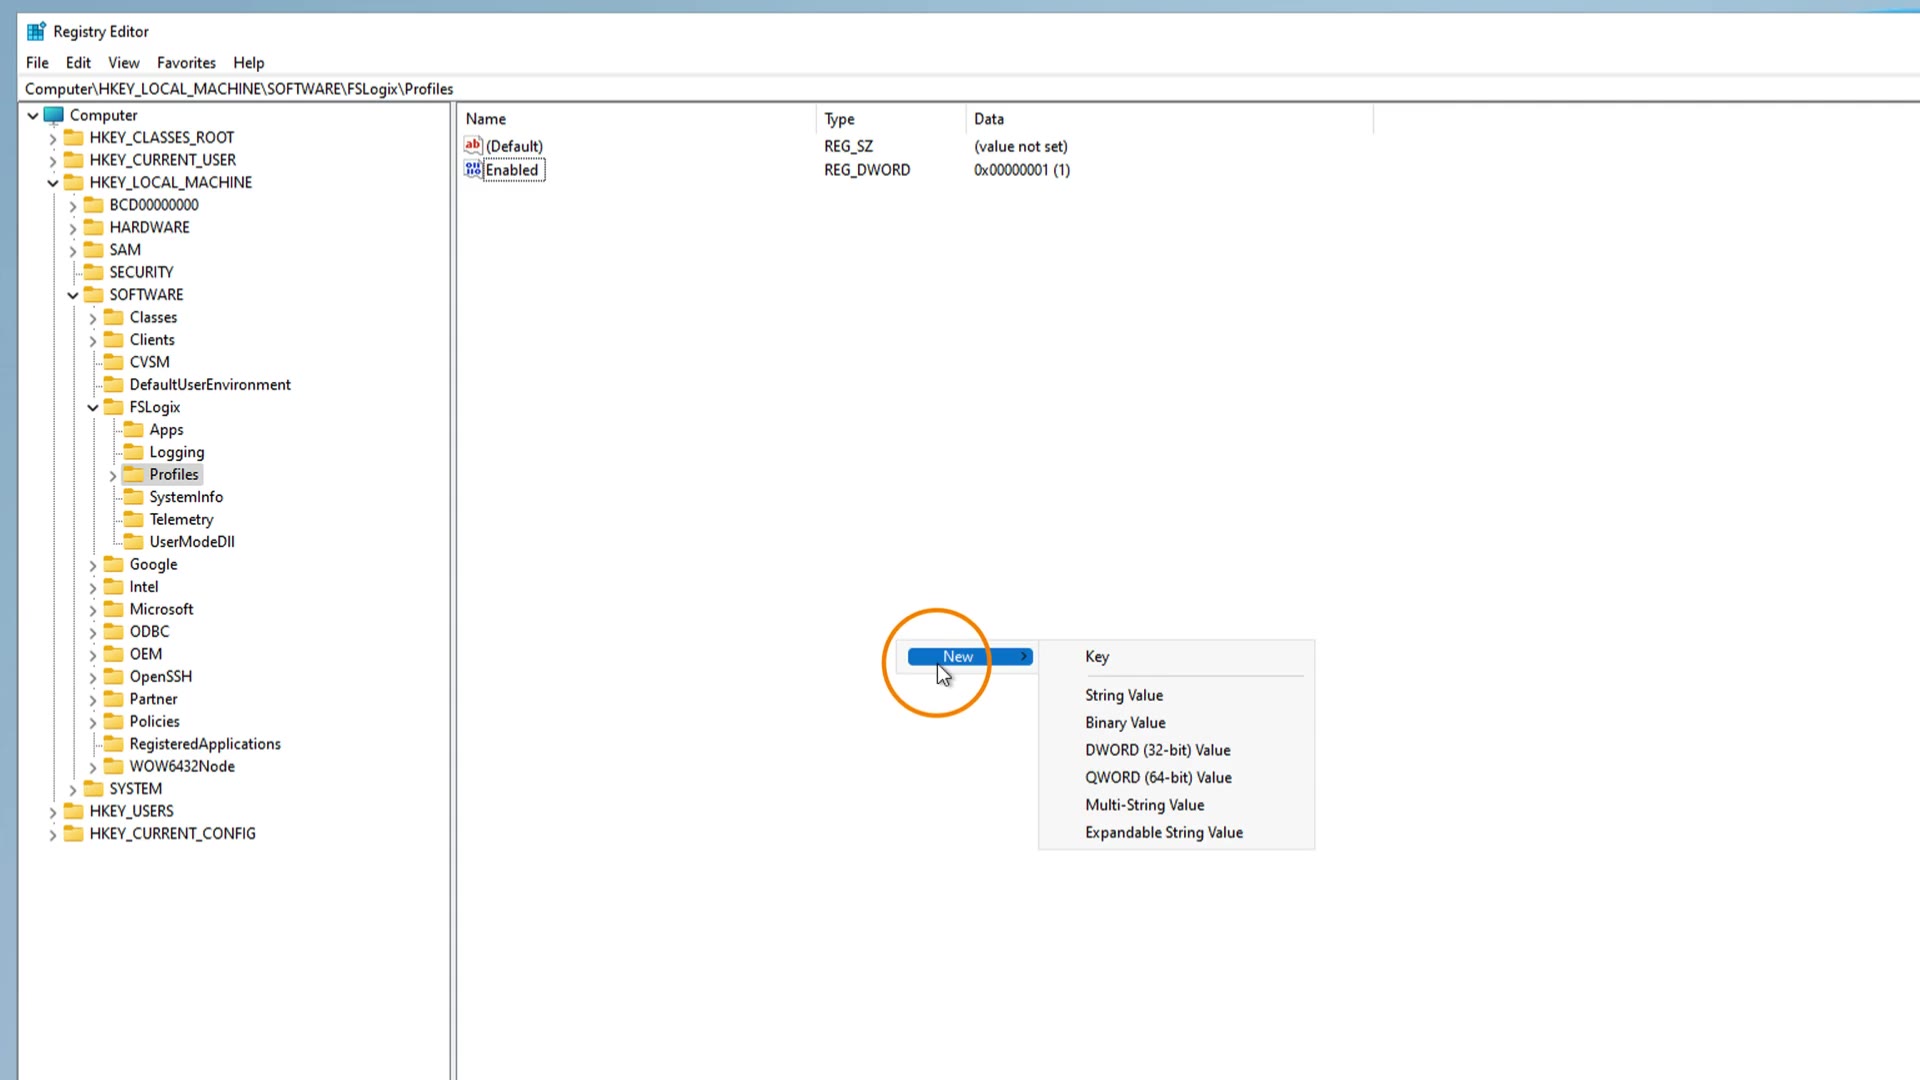 Registry Editor
File Edit View Favorites Help
Computer\HKEY_LOCAL_MACHINE\SOFTWARE\FSLogix\Profiles
Computer
HKEY_CLASSES_ROOT
HKEY_CURRENT_USER
HKEY_LOCAL_MACHINE
BCD00000000
HARDWARE
SAM
SECURITY
SOFTWARE
Classes
Clients
CVSM
DefaultUserEnvironment
FSLogix
Apps
Logging
Profiles
SystemInfo
Telemetry
UserModeDll
Google
Intel
Microsoft
ODBC
OEM
OpenSSH
Partner
Policies
RegisteredApplications
WOW6432Node
SYSTEM
HKEY_USERS
HKEY_CURRENT_CONFIG
Name Type Data
(Default) REG_SZ (value not set)
Enabled REG_DWORD 0x00000001 (1)
New
Key
String Value
Binary Value
DWORD (32-bit) Value
QWORD (64-bit) Value
Multi-String Value
Expandable String Value